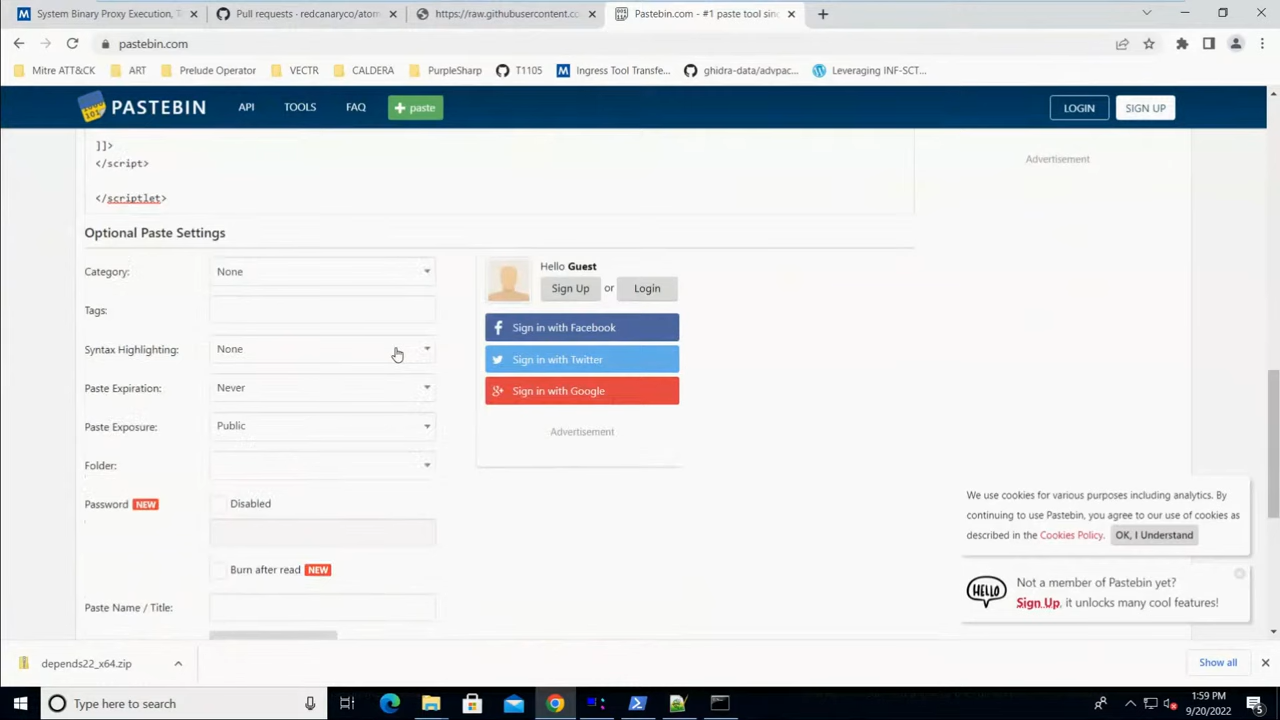 System Binary Proxy Execution, T
Pull requests · redcanaryco/atom
https://raw.githubusercontent.cc
Pastebin.com - #1 paste tool sinc
pastebin.com
Mitre ATT&CK
ART
Prelude Operator
VECTR
CALDERA
PurpleSharp
T1105
Ingress Tool Transfe...
ghidra-data/advpac...
Leveraging INF-SCT...
PASTEBIN
API
TOOLS
FAQ
+ paste
LOGIN
SIGN UP
]]>
</script>
</scriptlet>
Advertisement
Optional Paste Settings
Category:
None
Tags:
Syntax Highlighting:
None
Paste Expiration:
Never
Paste Exposure:
Public
Folder:
Password NEW
Disabled
Burn after read NEW
Paste Name / Title:
Hello Guest
Sign Up or Login
Sign in with Facebook
Sign in with Twitter
Sign in with Google
Advertisement
We use cookies for various purposes including analytics. By
continuing to use Pastebin, you agree to our use of cookies as
described in the Cookies Policy. OK, I Understand
HELLO
Not a member of Pastebin yet?
Sign Up, it unlocks many cool features!
depends22_x64.zip
Show all
Type here to search
1:59 PM
9/20/2022
5